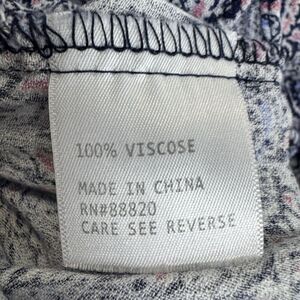 100% VISCOSE
MADE IN CHINA
RN#88820
CARE SEE REVERSE